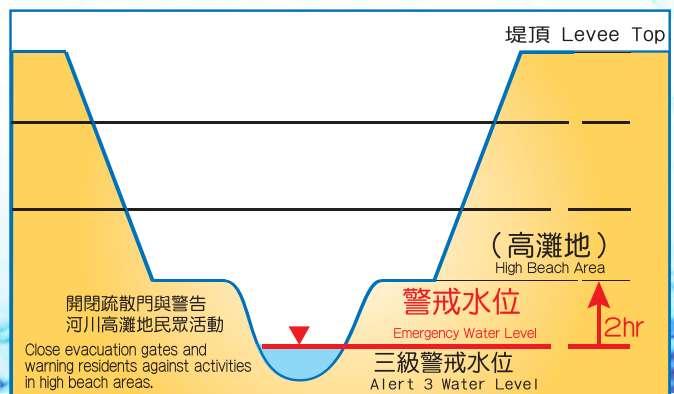 堤頂 Levee Top
(高灘地)
High Beach Area
開閉疏散門與警告
河川高灘地民眾活動
Close evacuation gates and
warning residents against activities
in high beach areas.
警戒水位
Emergency Water Level
2hr
三級警戒水位
Alert 3 Water Level